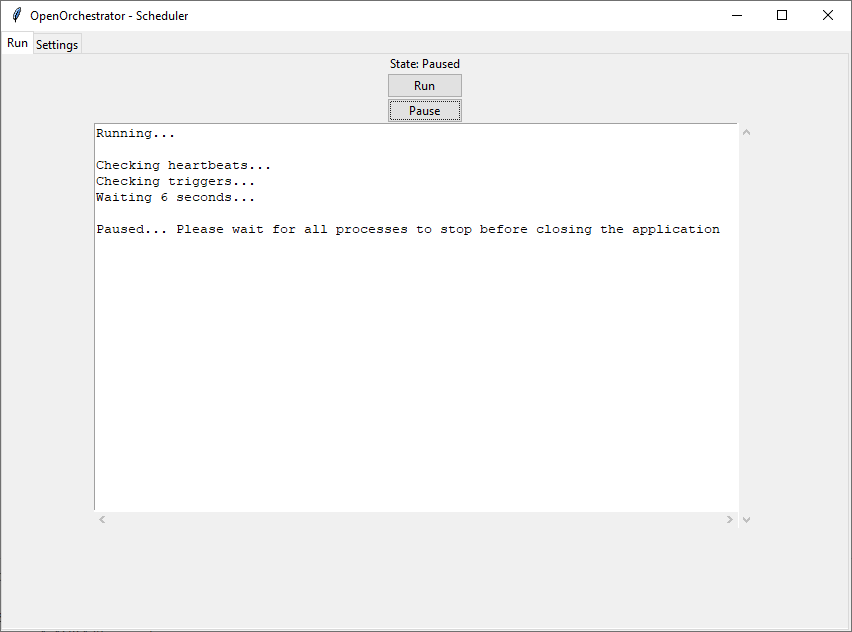 OpenOrchestrator - Scheduler
Run Settings
State: Paused
Run
Pause
Running...
Checking heartbeats...
Checking triggers...
Waiting 6 seconds...
Paused... Please wait for all processes to stop before closing the application